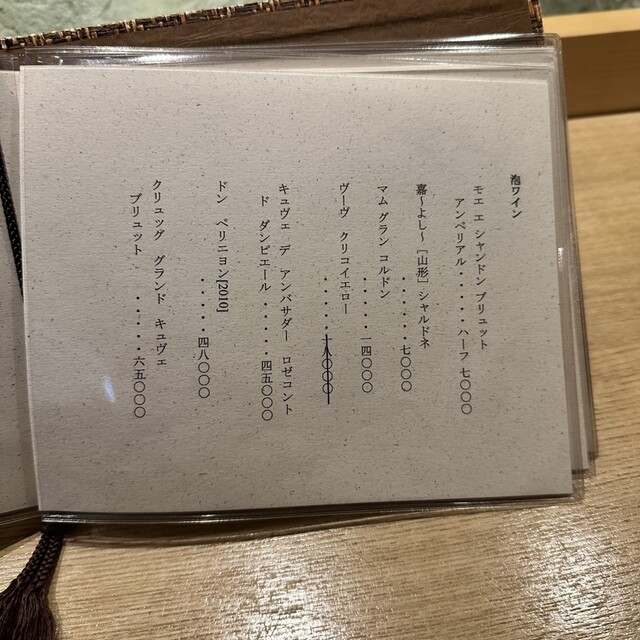 泡ワイン
モエ エ シャンドン ブリュット
アンペリアル・・・・・ハーフ 七〇〇〇
嘉～よし～［山形］シャルドネ
・・・・・・七〇〇〇
マム グラン コルドン
・・・・・一四〇〇〇
ヴーヴ クリコイエロー
・・・・・十八〇〇〇
キュヴェ デ アンバサダー ロゼコント
ド ダンピエール・・・・・四五〇〇〇
ドン ペリニヨン[2010]
・・・・・四八〇〇〇
クリュッグ グランド キュヴェ
ブリュット ・・・・・六五〇〇〇